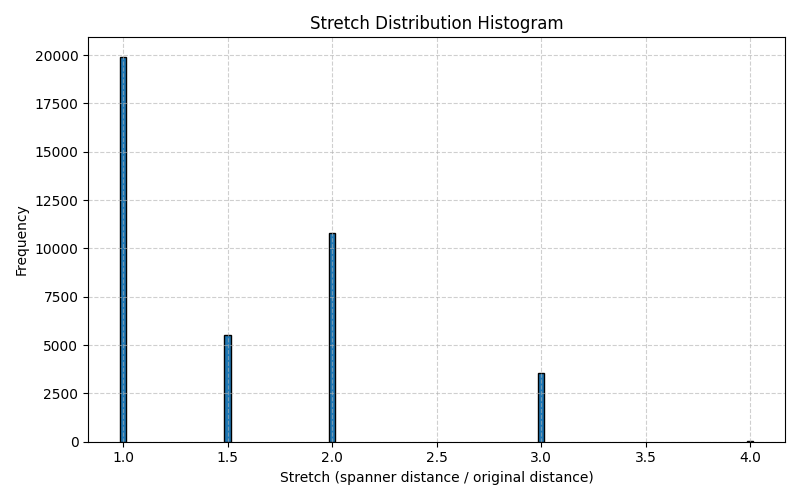 Stretch Distribution Histogram
Frequency
20000
17500
15000
12500
10000
7500
5000
2500
0
1.0 1.5 2.0 2.5 3.0 3.5 4.0
Stretch (spanner distance / original distance)